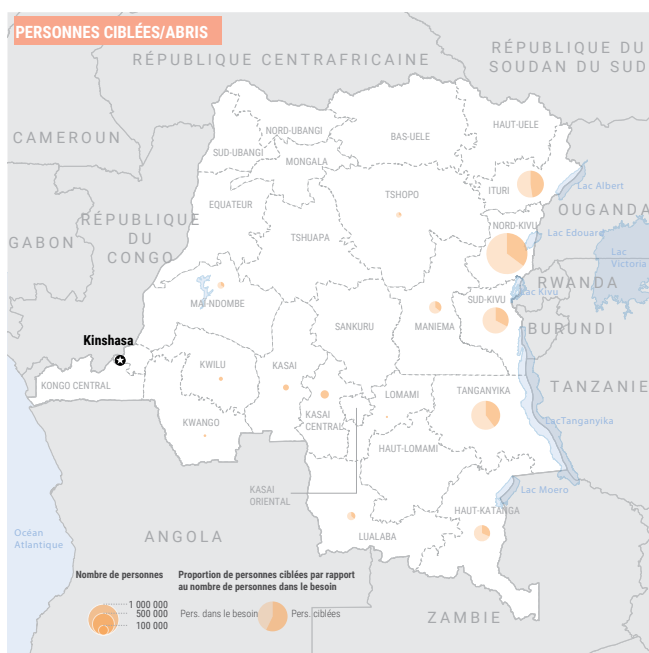 PERSONNES CIBLÉES/ABRIS
RÉPUBLIQUE CENTRAFRICAINE
RÉPUBLIQUE DU
SOUDAN DU SUD
CAMEROUN
NORD-UBANGI
SUD-UBANGI
MONGALA
BAS-UELE
HAUT-UELE
ITURI
Lac Albert
EQUATEUR
TSHOPO
TSHUAPA
OUGANDA
NORD-KIVU
Lac Edouard
GABON
RÉPUBLIQUE
DU
CONGO
Lac
Victoria
Lac Kivu
RWANDA
MAI-NDOMBE
SUD-KIVU
SANKURU
MANIEMA
BURUNDI
Kinshasa
KONGO CENTRAL
KWILU
KASAI
KASAI
CENTRAL
LOMAMI
TANGANYIKA
TANZANIE
KWANGO
LacTanganyika
HAUT-LOMAMI
KASAI
ORIENTAL
Lac Moero
HAUT-KATANGA
Océan
Atlantique
ANGOLA
LUALABA
ZAMBIE
Nombre de personnes
1 000 000
500 000
100 000
Proportion de personnes ciblées par rapport
au nombre de personnes dans le besoin
Pers. dans le besoin
Pers. ciblées